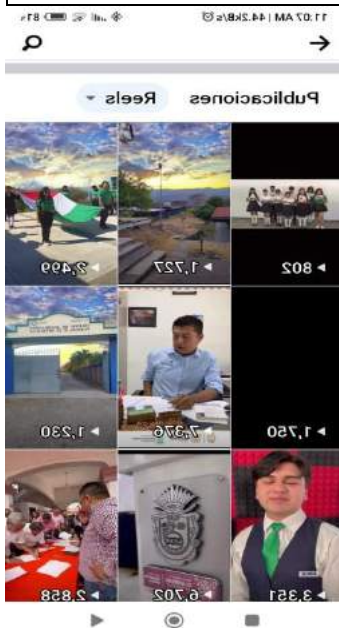 11:07 AM | 44.2kB/s 81
Publicaciones Reels
802 1,727 2,499
1,750 7,376 1,230
3,351 6,702 2,858